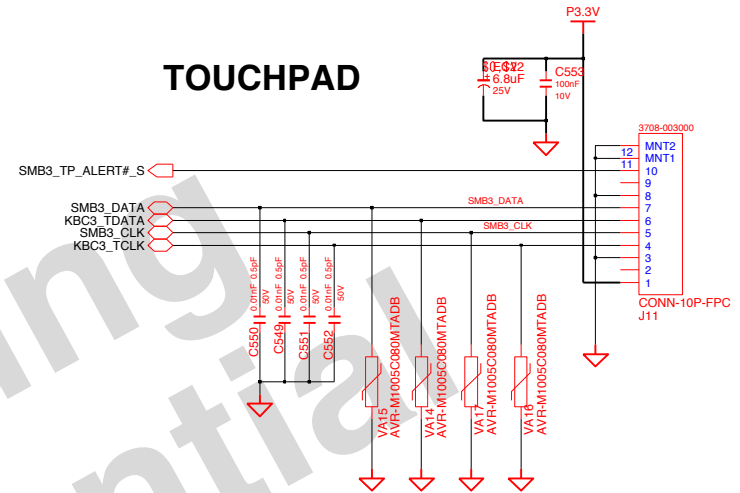 P3.3V
TOUCHPAD
6.8uF
25V
C553
100nF
10V
3708-003000
MNT2
12
MNT1
11
10
9
8
7
6
5
4
3
2
1
CONN-10P-FPC
J11
SMB3_TP_ALERT#_S
SMB3_DATA
KBC3_TDATA
SMB3_CLK
KBC3_TCLK
SMB3_DATA
SMB3_CLK
C550
0.01nF 0.5pF
50V
C549
0.01nF 0.5pF
50V
C551
0.01nF 0.5pF
50V
C552
0.01nF 0.5pF
50V
VA15
AVR-M1005C080MTADB
VA14
AVR-M1005C080MTADB
VA17
AVR-M1005C080MTADB
VA16
AVR-M1005C080MTADB